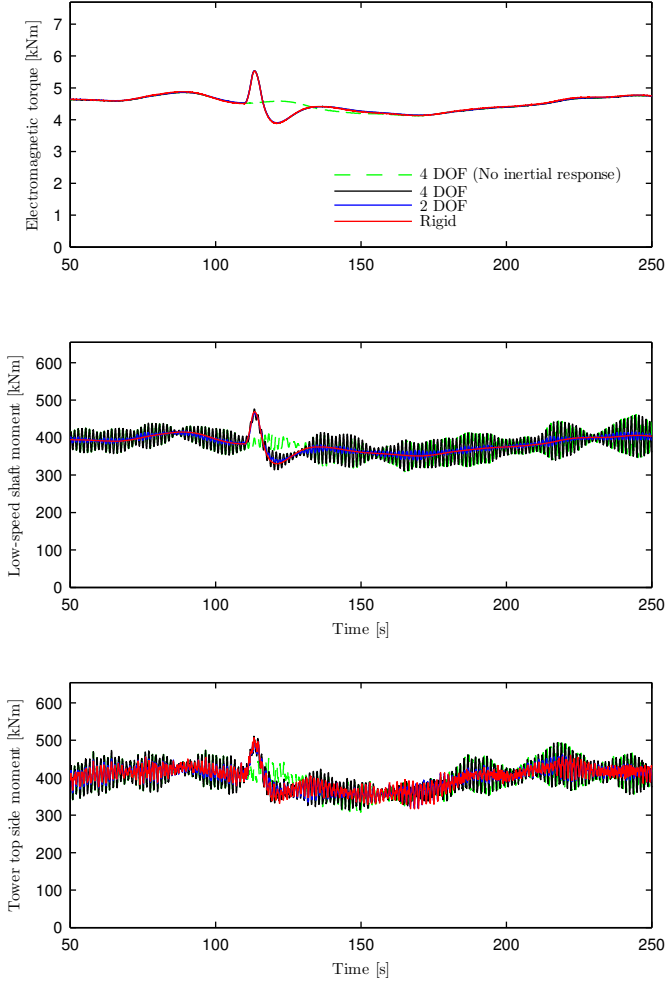 Electromagnetic torque [kNm]
7
6
5
4
3
2
1
0
4 DOF (No inertial response)
4 DOF
2 DOF
Rigid
50 100 150 200 250
Low-speed shaft moment [kNm]
600
500
400
300
200
100
0
50 100 150 200 250
Time [s]
Tower top side moment [kNm]
600
500
400
300
200
100
0
50 100 150 200 250
Time [s]